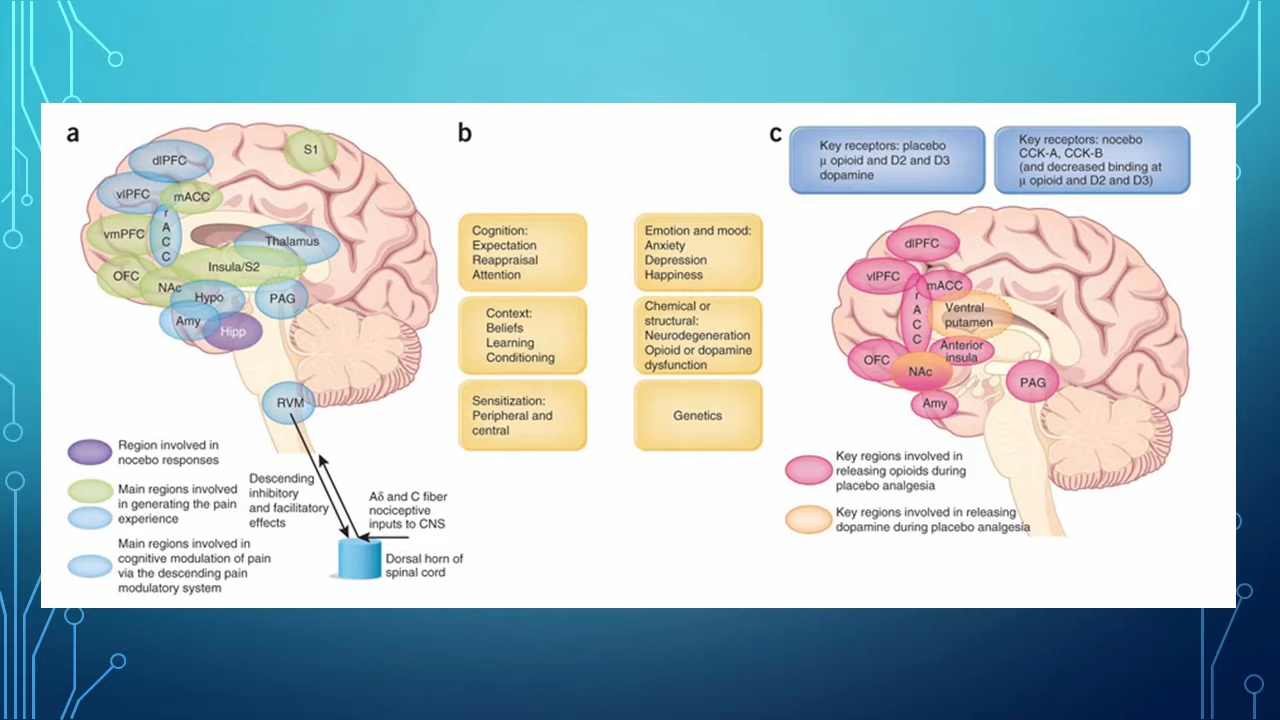 a
dlPFC
S1
vlPFC
mACC
r
A
C
C
vmPFC
Thalamus
Insula/S2
OFC
NAc
Hypo
PAG
Amy
Hipp
RVM
Region involved in
nocebo responses
Main regions involved
in generating the pain
experience
Main regions involved in
cognitive modulation of pain
via the descending pain
modulatory system
Descending
inhibitory
and facilitatory
effects
Aδ and C fiber
nociceptive
inputs to CNS
Dorsal horn of
spinal cord
b
Cognition:
Expectation
Reappraisal
Attention
Emotion and mood:
Anxiety
Depression
Happiness
Context:
Beliefs
Learning
Conditioning
Chemical or
structural:
Neurodegeneration
Opioid or dopamine
dysfunction
Sensitization:
Peripheral and
central
Genetics
c
Key receptors: placebo
μ opioid and D2 and D3
dopamine
Key receptors: nocebo
CCK-A, CCK-B
(and decreased binding at
μ opioid and D2 and D3)
dlPFC
vlPFC
mACC
r
A
C
C
Ventral
putamen
Anterior
insula
OFC
NAc
PAG
Amy
Key regions involved in
releasing opioids during
placebo analgesia
Key regions involved in releasing
dopamine during placebo analgesia